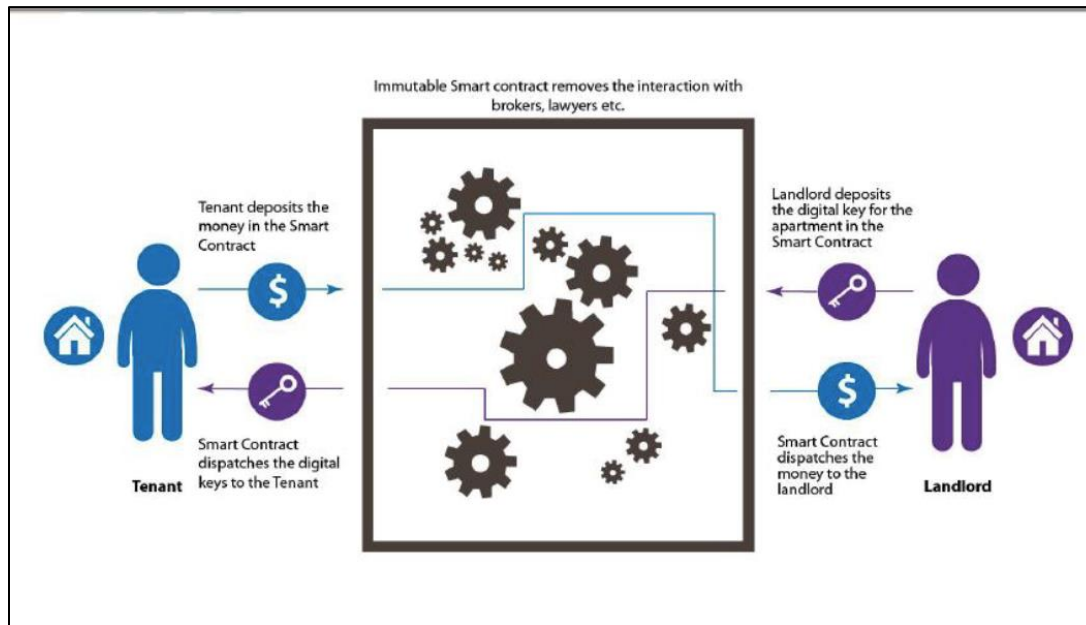 Immutable Smart contract removes the interaction with
brokers, lawyers etc.
Tenant deposits the
money in the Smart
Contract
Landlord deposits
the digital key for the
apartment in the
Smart Contract
$
$
Smart Contract
dispatches the digital
keys to the Tenant
Tenant
Smart Contract
dispatches the
money to the
landlord
Landlord